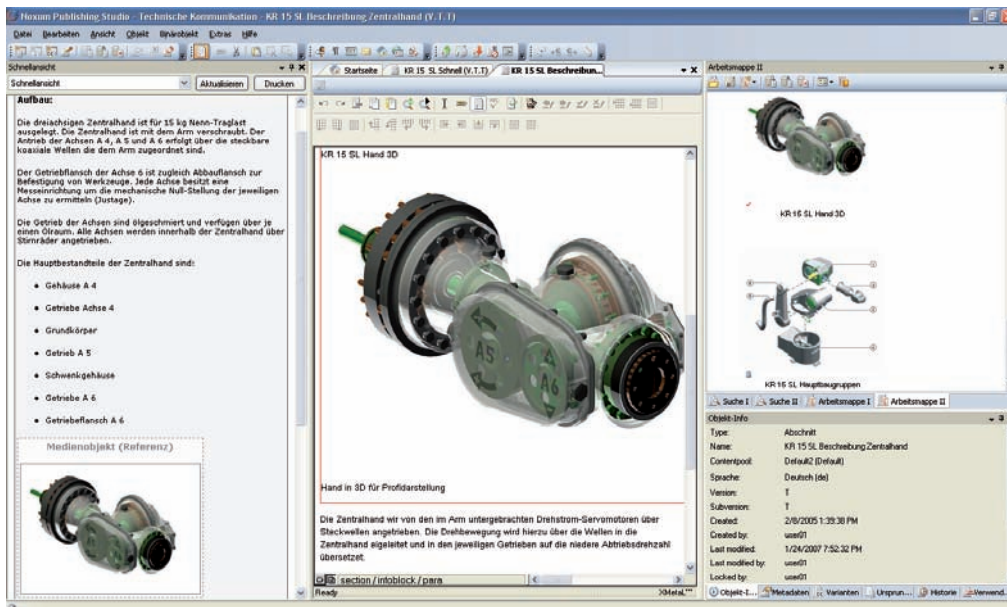 Noxum Publishing Studio - Technische Kommunikation - KR 15 SL Beschreibung Zentralhand (V.T.T)
Datei Bearbeiten Ansicht Objekt Binärobjekt Extras Hilfe
Schnellansicht
Schnellansicht Aktualisieren Drucken
Aufbau:
Die dreiachsigen Zentralhand ist für 15 kg Nenn-Traglast
ausgelegt. Die Zentralhand ist mit dem Arm verschraubt. Der
Antrieb der Achsen A 4, A 5 und A 6 erfolgt über die steckbare
koaxiale Wellen die dem Arm zugeordnet sind.
Der Getriebflansch der Achse 6 ist zugleich Abbauflansch zur
Befestigung von Werkzeuge. Jede Achse besitzt eine
Messeinrichtung um die mechanische Null-Stellung der jeweiligen
Achse zu ermitteln (Justage).
Die Getrieb der Achsen sind ölgeschmiert und verfügen über je
einen Ölraum. Alle Achsen werden innerhalb der Zentralhand über
Stirnräder angetrieben.
Die Hauptbestandteile der Zentralhand sind:
• Gehäuse A 4
• Getriebe Achse 4
• Grundkörper
• Getrieb A 5
• Schwenkgehäuse
• Getriebe A 6
• Getriebeflansch A 6
Medienobjekt (Referenz)
Startseite KR 15 SL Schnell (V.T.T) KR 15 SL Beschreibun...
KR 15 SL Hand 3D
A5
A6
Hand in 3D für Profidarstellung
Die Zentralhand wir von den im Arm untergebrachten Drehstrom-Servomotoren über
Steckwellen angetrieben. Die Drehbewegung wird hierzu über die Wellen in die
Zentralhand eigeleitet und in den jeweiligen Getrieben auf die niedere Abtriebsdrehzahl
übersetzt.
section / infoblock / para
Ready XMetaL™
Arbeitsmappe II
KR 15 SL Hand 3D
KR 15 SL Hauptbaugruppen
Suche I Suche II Arbeitsmappe I Arbeitsmappe II
Objekt-Info
Type: Abschnitt
Name: KR 15 SL Beschreibung Zentralhand
Contentpool: Default2 (Default)
Sprache: Deutsch (de)
Version: T
Subversion: T
Created: 2/8/2005 1:39:38 PM
Created by: user01
Last modified: 1/24/2007 7:52:32 PM
Last modified by: user01
Locked by: user01
Objekt-I... Metadaten Varianten Ursprun... Historie Verwend